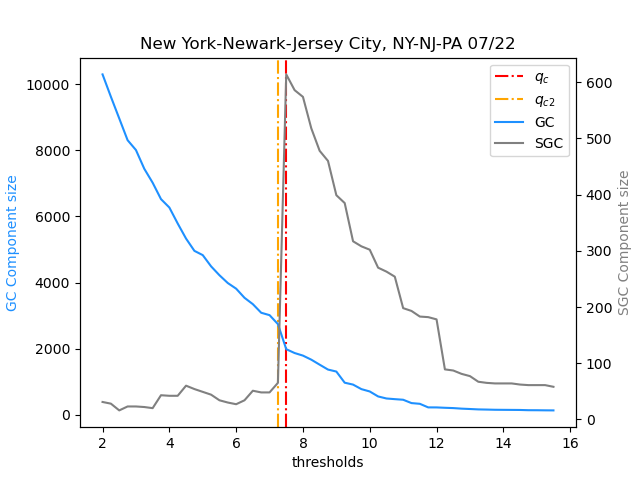 New York-Newark-Jersey City, NY-NJ-PA 07/22
GC Component size
10000
8000
6000
4000
2000
0
q_c
q_{c2}
GC
SGC
600
500
400
300
200
100
0
SGC Component size
2 4 6 8 10 12 14 16
thresholds